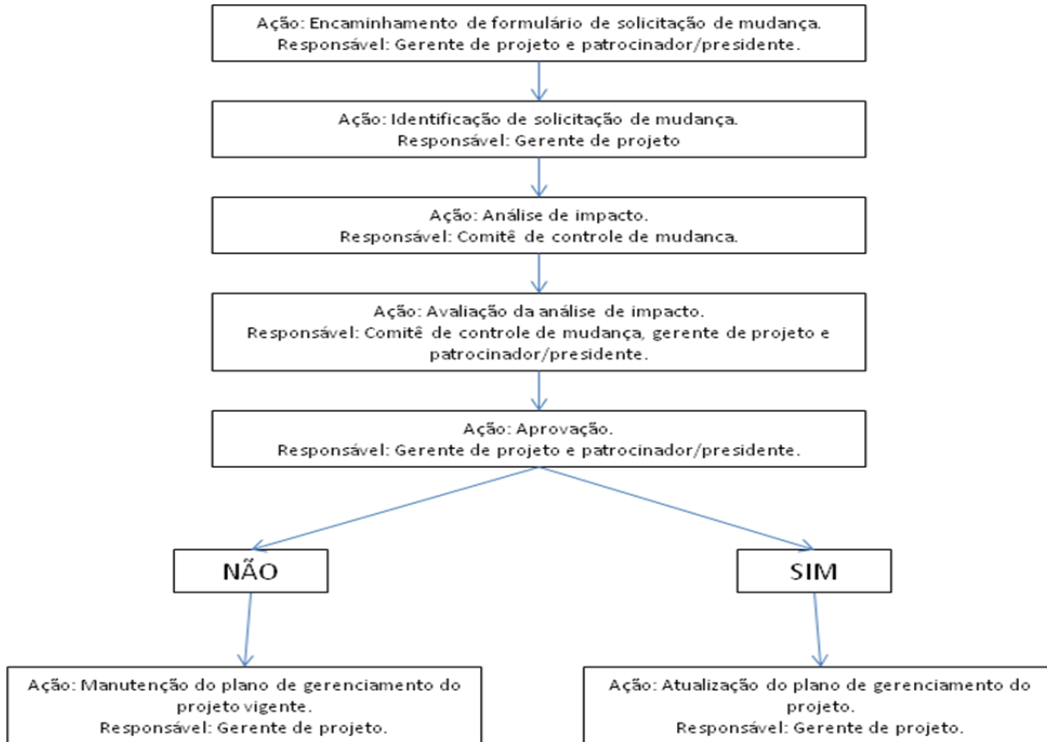 Ação: Encaminhamento de formulário de solicitação de mudança.
Responsável: Gerente de projeto e patrocinador/presidente.
Ação: Identificação de solicitação de mudança.
Responsável: Gerente de projeto
Ação: Análise de impacto.
Responsável: Comitê de controle de mudanca.
Ação: Avaliação da análise de impacto.
Responsável: Comitê de controle de mudança, gerente de projeto e
patrocinador/presidente.
Ação: Aprovação.
Responsável: Gerente de projeto e patrocinador/presidente.
NÃO
SIM
Ação: Manutenção do plano de gerenciamento do
projeto vigente.
Responsável: Gerente de projeto.
Ação: Atualização do plano de gerenciamento do
projeto.
Responsável: Gerente de projeto.